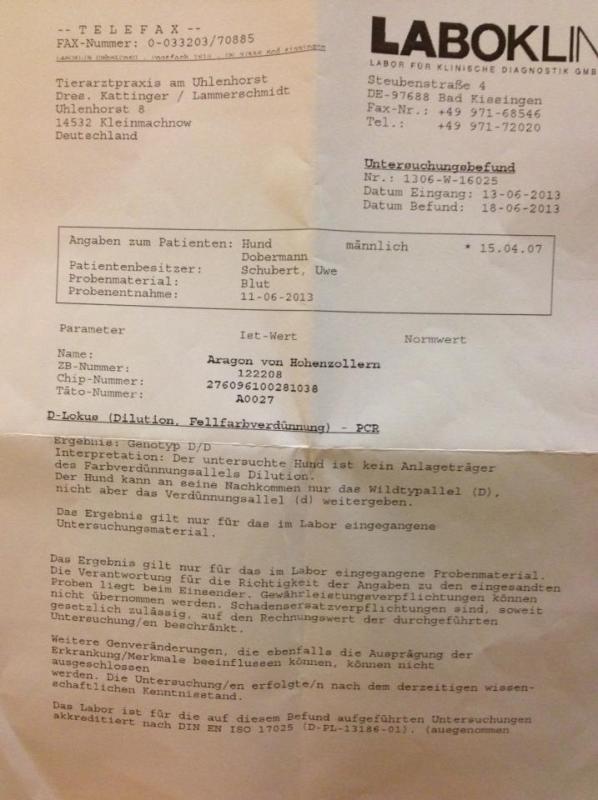 -- T E L E F A X --
FAX-Nummer: 0-033203/70885
LABOKLIN
LABOR FÜR KLINISCHE DIAGNOSTIK GMB
Steubenstraße 4
DE-97688 Bad Kissingen
Fax-Nr.: +49 971-68546
Tel.: +49 971-72020
Tierarztpraxis am Uhlenhorst
Dres. Kattinger / Lammerschmidt
Uhlenhorst 8
14532 Kleinmachnow
Deutschland
Untersuchungsbefund
Nr.: 1306-W-16025
Datum Eingang: 13-06-2013
Datum Befund: 18-06-2013
Angaben zum Patienten: Hund männlich * 15.04.07
Dobermann
Patientenbesitzer: Schubert, Uwe
Probenmaterial: Blut
Probenentnahme: 11-06-2013
Parameter Ist-Wert Normwert
Name: Aragon von Hohenzollern
ZB-Nummer: 122208
Chip-Nummer: 276096100281038
Täto-Nummer: A0027
D-Lokus (Dilution, Fellfarbverdünnung) - PCR
Ergebnis: Genotyp D/D
Interpretation: Der untersuchte Hund ist kein Anlageträger
des Farbverdünnungsallels Dilution.
Der Hund kann an seine Nachkommen nur das Wildtypallel (D),
nicht aber das Verdünnungsallel (d) weitergeben.
Das Ergebnis gilt nur für das im Labor eingegangene
Untersuchungsmaterial.
Das Ergebnis gilt nur für das im Labor eingegangene Probenmaterial.
Die Verantwortung für die Richtigkeit der Angaben zu den eingesandten
Proben liegt beim Einsender. Gewährleistungsverpflichtungen können
nicht übernommen werden. Schadensersatzverpflichtungen sind, soweit
gesetzlich zulässig, auf den Rechnungswert der durchgeführten
Untersuchung/en beschränkt.
Weitere Genveränderungen, die ebenfalls die Ausprägung der
Erkrankung/Merkmale beeinflussen können, können nicht
ausgeschlossen
werden. Die Untersuchung/en erfolgte/n nach dem derzeitigen wissen-
schaftlichen Kenntnisstand.
Das Labor ist für die auf diesem Befund aufgeführten Untersuchungen
akkreditiert nach DIN EN ISO 17025 (D-PL-13186-01). (ausgenommen